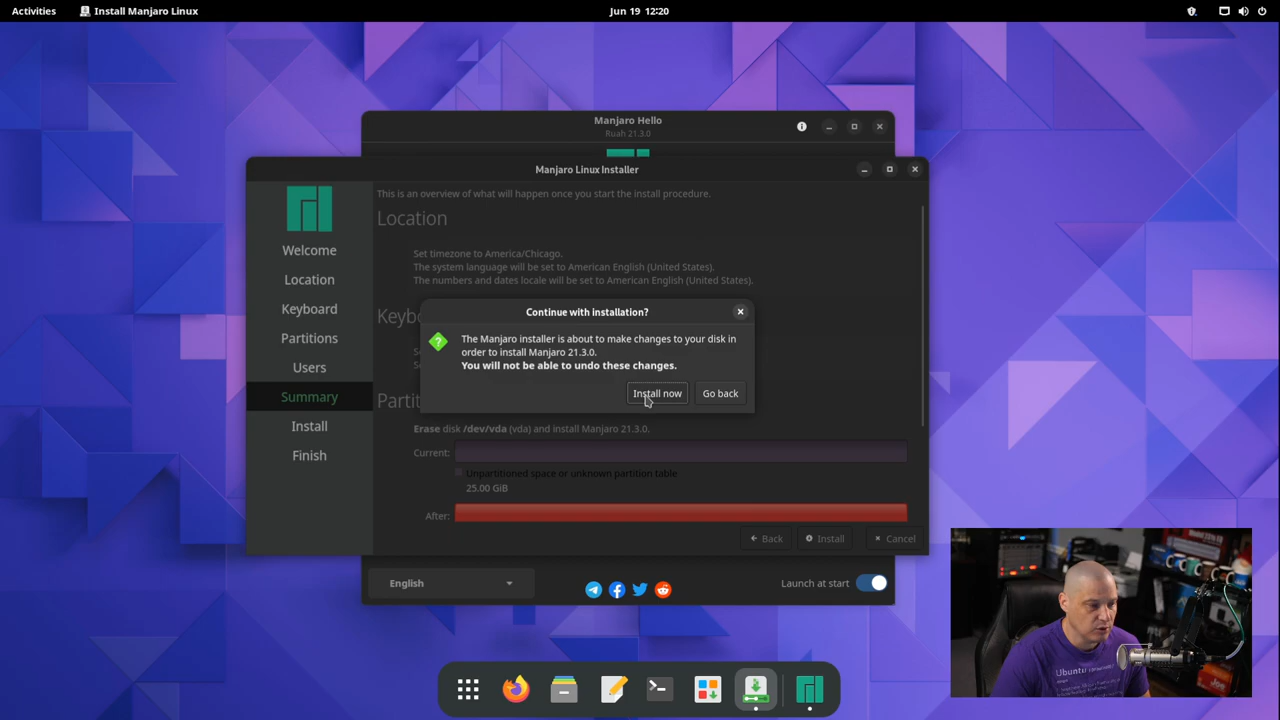 Activities
Install Manjaro Linux
Jun 19 12:20
Manjaro Hello
Ruah 21.3.0
Manjaro Linux Installer
Welcome
Location
Keyboard
Partitions
Users
Summary
Install
Finish
This is an overview of what will happen once you start the install procedure.
Location
Set timezone to America/Chicago.
The system language will be set to American English (United States).
The numbers and dates locale will be set to American English (United States).
Continue with installation?
The Manjaro installer is about to make changes to your disk in
order to install Manjaro 21.3.0.
You will not be able to undo these changes.
Install now
Go back
Erase disk /dev/vda (vda) and install Manjaro 21.3.0.
Current:
Unpartitioned space or unknown partition table
25.00 GiB
After:
Back
Install
Cancel
English
Launch at start
Ubuntu